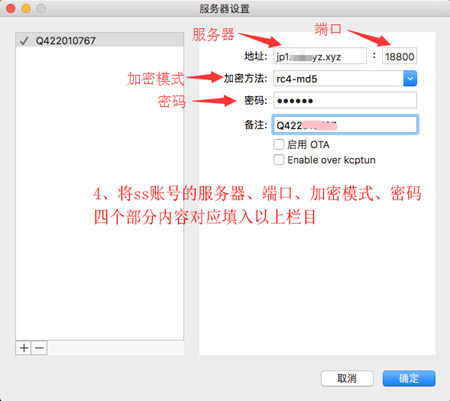 服务器设置
Q422010767
服务器
端口
地址: jp1. yz.xyz : 18800
加密模式
加密方法: rc4-md5
密码
密码: ●●●●●●
备注: Q422
启用 OTA
Enable over kcptun
4、将ss账号的服务器、端口、加密模式、密码
四个部分内容对应填入以上栏目
+ −
取消
确定